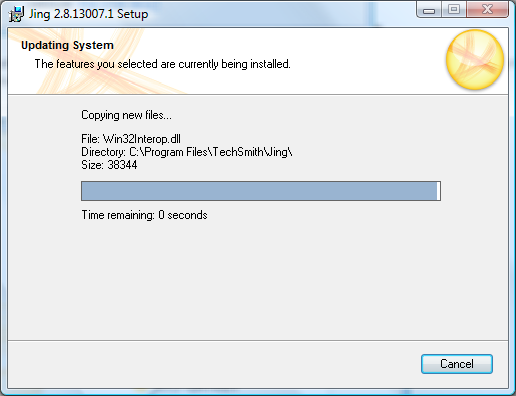 Jing 2.8.13007.1 Setup
Updating System
The features you selected are currently being installed.
Copying new files...
File: Win32Interop.dll
Directory: C:\Program Files\TechSmith\Jing\
Size: 38344
Time remaining: 0 seconds
Cancel